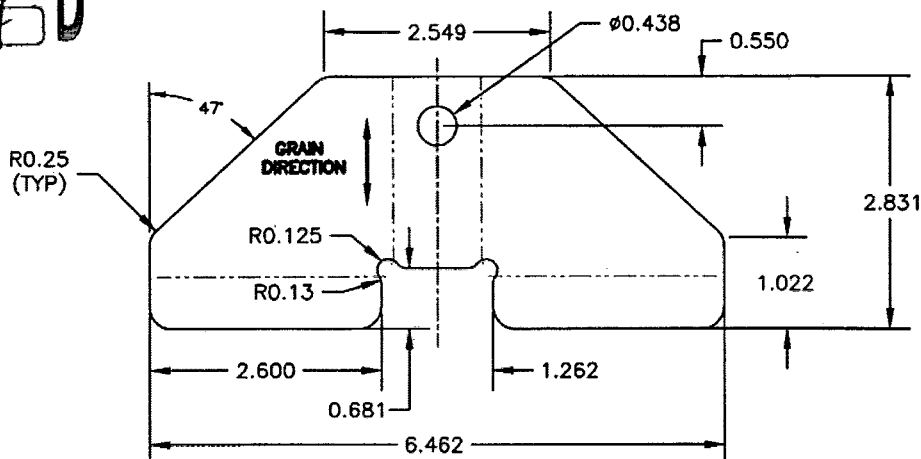 2.549
ø0.438
0.550
47°
GRAIN
DIRECTION
R0.25
(TYP)
2.831
R0.125
R0.13
1.022
2.600
1.262
0.681
6.462